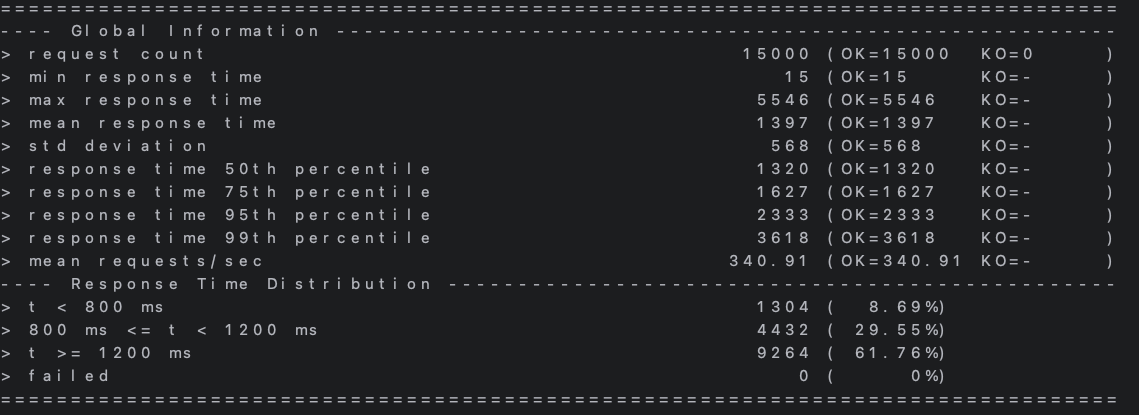 ================================================================================
---- Global Information --------------------------------------------------------
> request count                                      15000 (OK=15000  KO=0     )
> min response time                                     15 (OK=15     KO=-     )
> max response time                                   5546 (OK=5546   KO=-     )
> mean response time                                  1397 (OK=1397   KO=-     )
> std deviation                                        568 (OK=568    KO=-     )
> response time 50th percentile                       1320 (OK=1320   KO=-     )
> response time 75th percentile                       1627 (OK=1627   KO=-     )
> response time 95th percentile                       2333 (OK=2333   KO=-     )
> response time 99th percentile                       3618 (OK=3618   KO=-     )
> mean requests/sec                                 340.91 (OK=340.91 KO=-     )
---- Response Time Distribution ------------------------------------------------
> t < 800 ms                                          1304 (  8.69%)
> 800 ms <= t < 1200 ms                               4432 ( 29.55%)
> t >= 1200 ms                                        9264 ( 61.76%)
> failed                                                 0 (     0%)
================================================================================